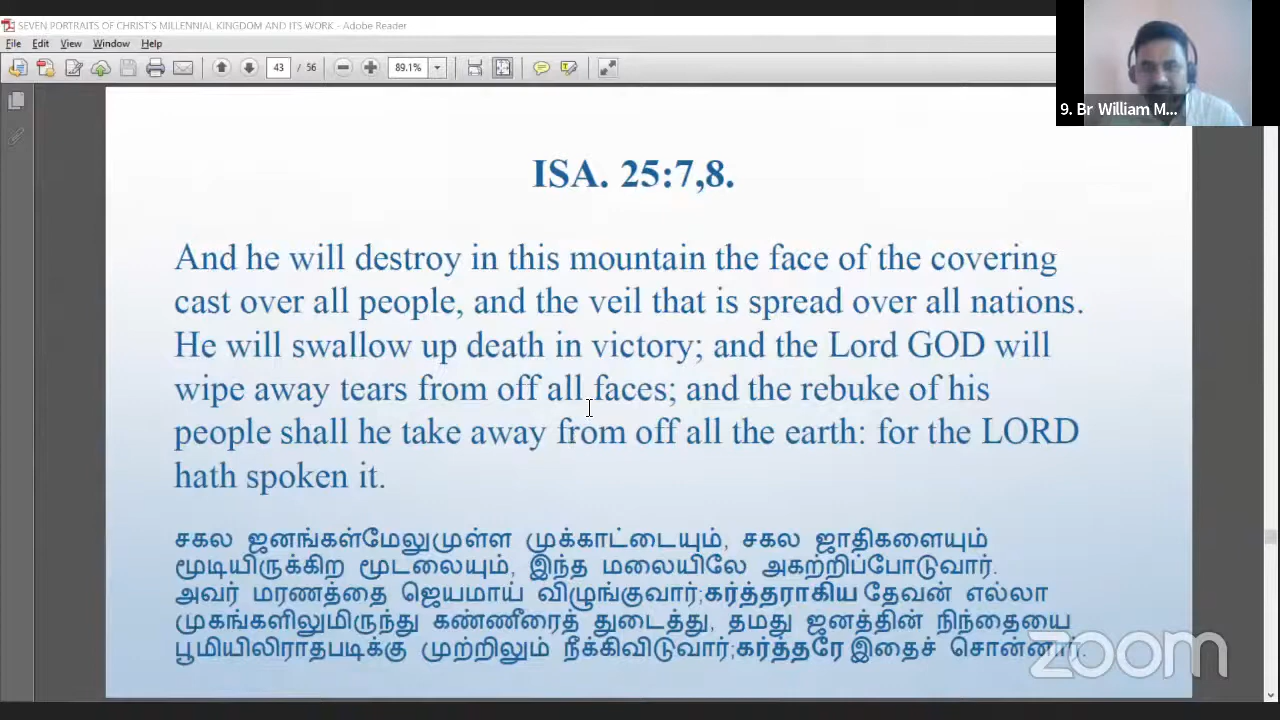 SEVEN PORTRAITS OF CHRIST'S MILLENNIAL KINGDOM AND ITS WORK - Adobe Reader
File Edit View Window Help
43 / 56 89.1%
9. Br William M...
ISA. 25:7,8.
And he will destroy in this mountain the face of the covering
cast over all people, and the veil that is spread over all nations.
He will swallow up death in victory; and the Lord GOD will
wipe away tears from off all faces; and the rebuke of his
people shall he take away from off all the earth: for the LORD
hath spoken it.
சகல ஜனங்கள்மேலுமுள்ள முக்காட்டையும், சகல ஜாதிகளையும்
மூடியிருக்கிற மூடலையும், இந்த மலையிலே அகற்றிப்போடுவார்.
அவர் மரணத்தை ஜெயமாய் விழுங்குவார்;கர்த்தராகிய தேவன் எல்லா
முகங்களிலுமிருந்து கண்ணீரைத் துடைத்து, தமது ஜனத்தின் நிந்தையை
பூமியிலிராதபடிக்கு முற்றிலும் நீக்கிவிடுவார்;கர்த்தரே இதைச் சொன்னார்.
zoom